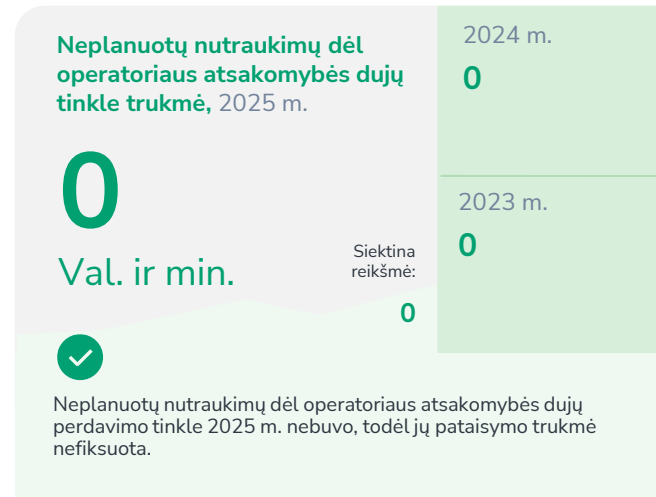 Neplanuotų nutraukimų dėl
operatoriaus atsakomybės dujų
tinkle trukmė, 2025 m.
0
Val. ir min.
Siektina
reikšmė:
0
2024 m.
0
2023 m.
0
Neplanuotų nutraukimų dėl operatoriaus atsakomybės dujų
perdavimo tinkle 2025 m. nebuvo, todėl jų pataisymo trukmė
nefiksuota.